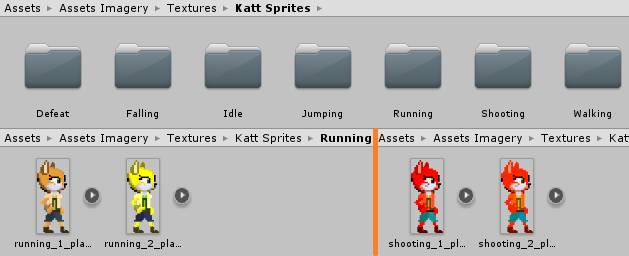 Assets ▸ Assets Imagery ▸ Textures ▸ Katt Sprites ▸
Defeat Falling Idle Jumping Running Shooting Walking
Assets ▸ Assets Imagery ▸ Textures ▸ Katt Sprites ▸ Running
running_1_pla... running_2_pla...
Assets ▸ Assets Imagery ▸ Textures ▸ Kat
shooting_1_pl... shooting_2_pl...